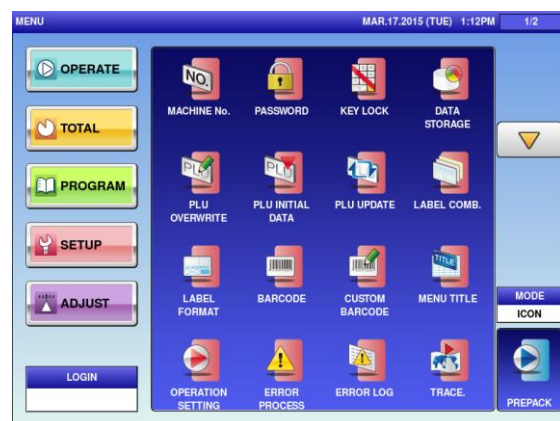 MENU MAR.17.2015 (TUE) 1:12PM 1/2
OPERATE
TOTAL
PROGRAM
SETUP
ADJUST
LOGIN
NO.
MACHINE No.
PASSWORD
KEY LOCK
DATA
STORAGE
PLU
PLU
OVERWRITE
PLU
PLU INITIAL
DATA
PLU UPDATE
LABEL COMB.
LABEL
FORMAT
BARCODE
CUSTOM
BARCODE
TITLE
MENU TITLE
OPERATION
SETTING
ERROR
PROCESS
ERROR LOG
TRACE.
MODE
ICON
PREPACK